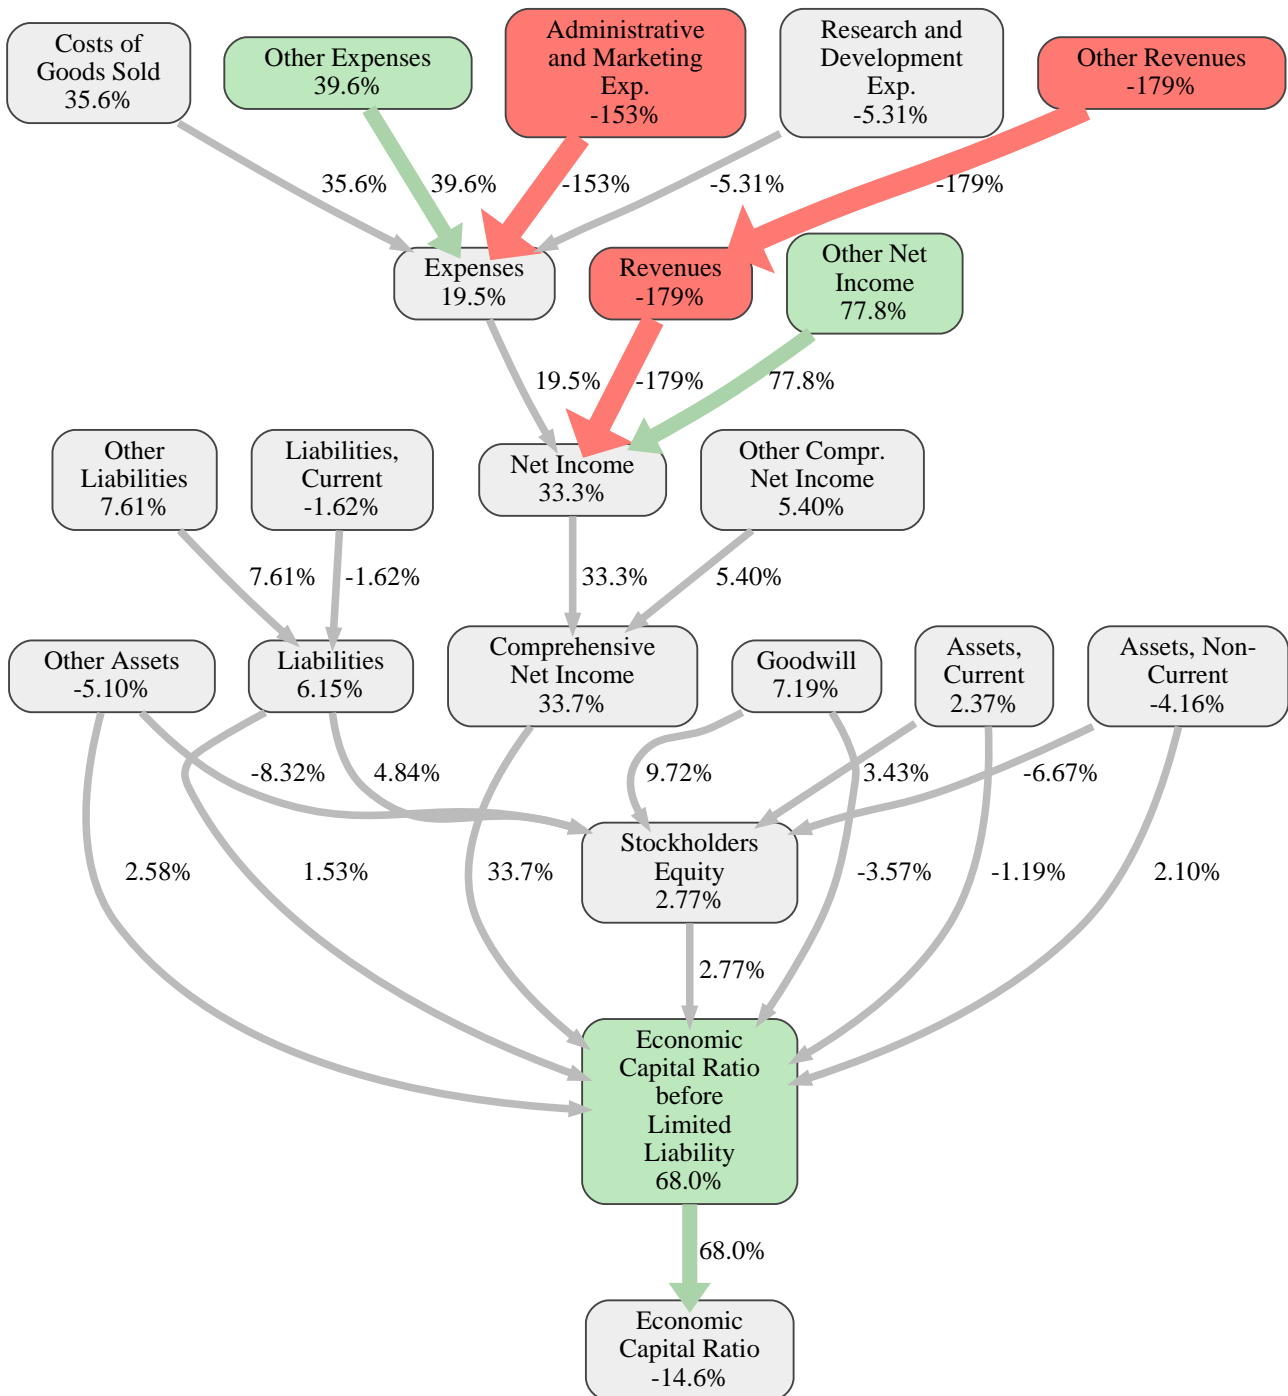 Costs of
Goods Sold
35.6%
Other Expenses
39.6%
Administrative
and Marketing
Exp.
-153%
Research and
Development
Exp.
-5.31%
Other Revenues
-179%
35.6%
39.6%
-153%
-5.31%
-179%
Expenses
19.5%
Revenues
-179%
Other Net
Income
77.8%
19.5%
-179%
77.8%
Other
Liabilities
7.61%
Liabilities,
Current
-1.62%
Net Income
33.3%
Other Compr.
Net Income
5.40%
7.61%
-1.62%
33.3%
5.40%
Other Assets
-5.10%
Liabilities
6.15%
Comprehensive
Net Income
33.7%
Goodwill
7.19%
Assets,
Current
2.37%
Assets, Non-
Current
-4.16%
-8.32%
4.84%
9.72%
3.43%
-6.67%
2.58%
1.53%
33.7%
Stockholders
Equity
2.77%
-3.57%
-1.19%
2.10%
2.77%
Economic
Capital Ratio
before
Limited
Liability
68.0%
68.0%
Economic
Capital Ratio
-14.6%